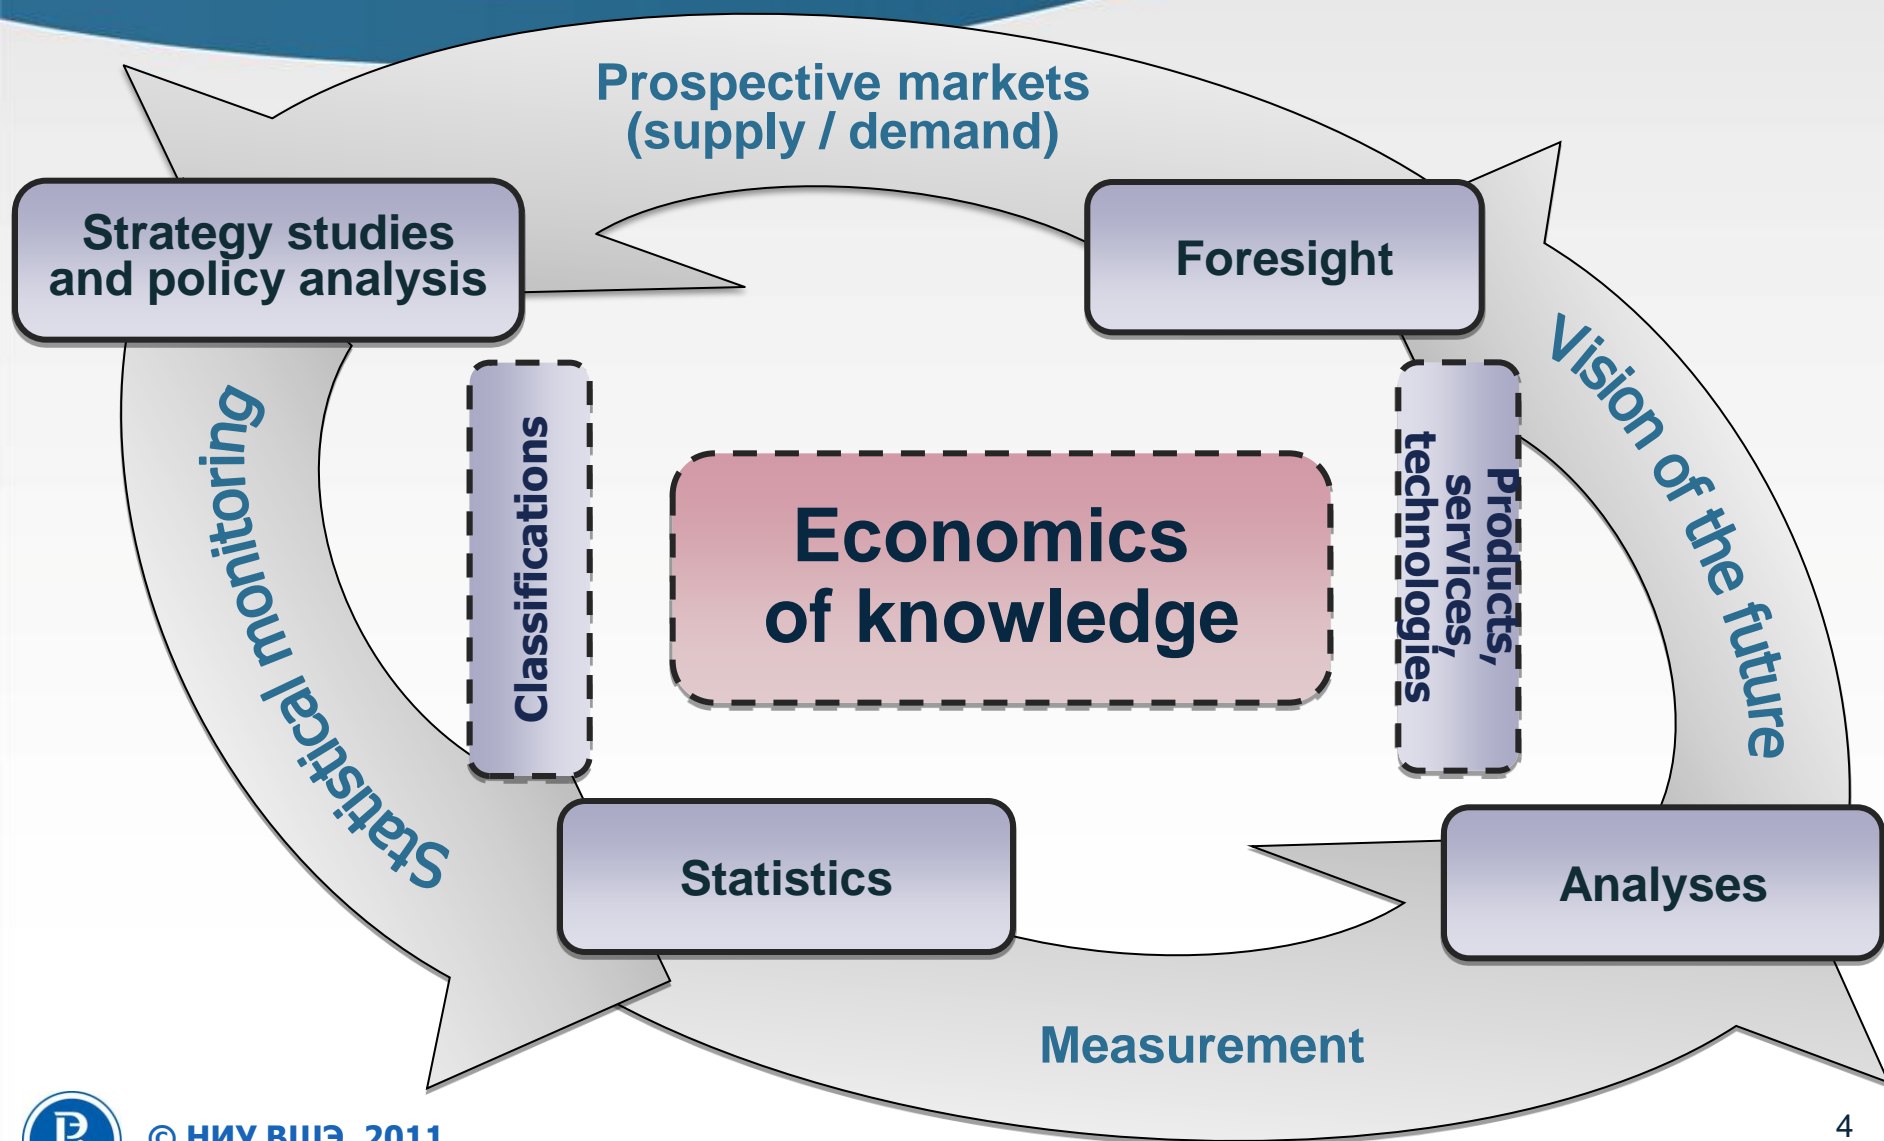 Prospective markets
(supply / demand)
Strategy studies
and policy analysis
Foresight
Vision of the future
Statistical monitoring
Classifications
Economics
of knowledge
Products,
services,
technologies
Statistics
Analyses
Measurement
© НИУ ВШЭ, 2011
4